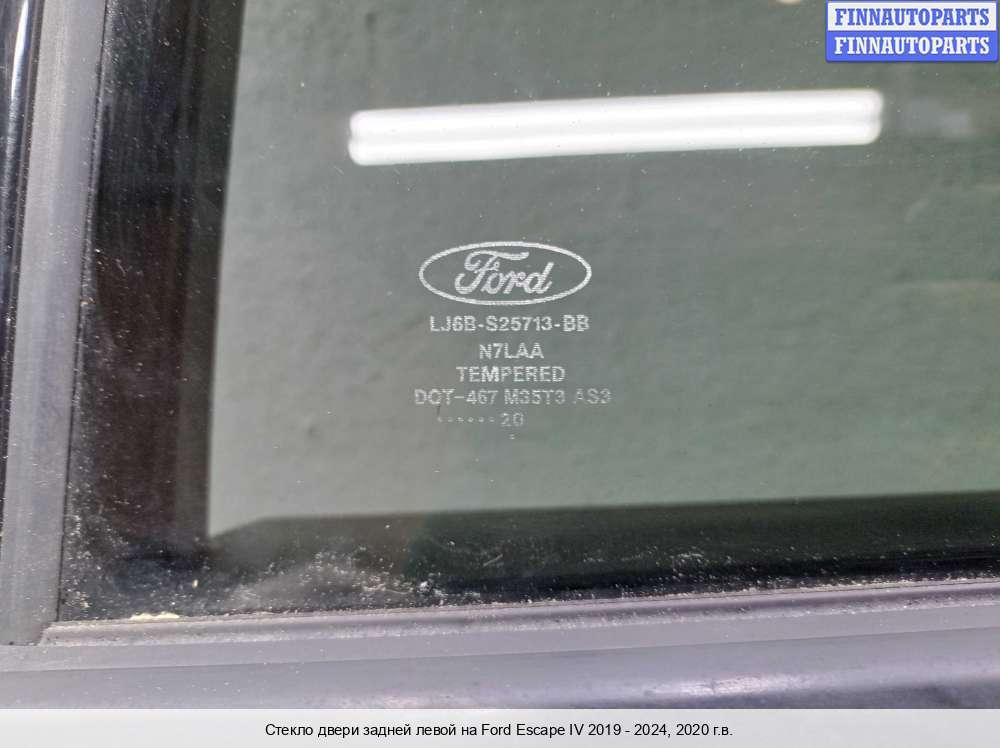 FINNAUTOPARTS
FINNAUTOPARTS
Ford
LJ6B-S25713-BB
N7LAA
TEMPERED
DOT-467 M35T3 AS3
...... 20
Стекло двери задней левой на Ford Escape IV 2019 - 2024, 2020 г.в.